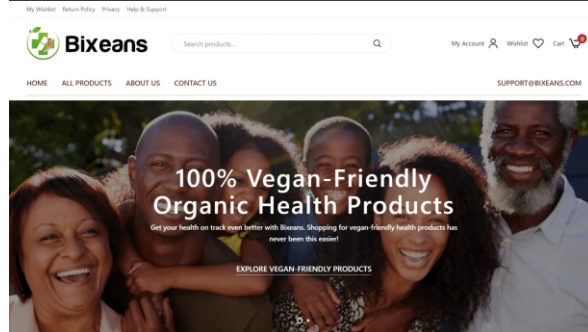 My Wishlist Return Policy Privacy Help & Support
Bixeans
Search products...
My Account Wishlist Cart 0
HOME ALL PRODUCTS ABOUT US CONTACT US
SUPPORT@BIXEANS.COM
100% Vegan-Friendly
Organic Health Products
Get your health on track even better with Bixeans. Shopping for vegan-friendly health products has
never been this easier!
EXPLORE VEGAN-FRIENDLY PRODUCTS